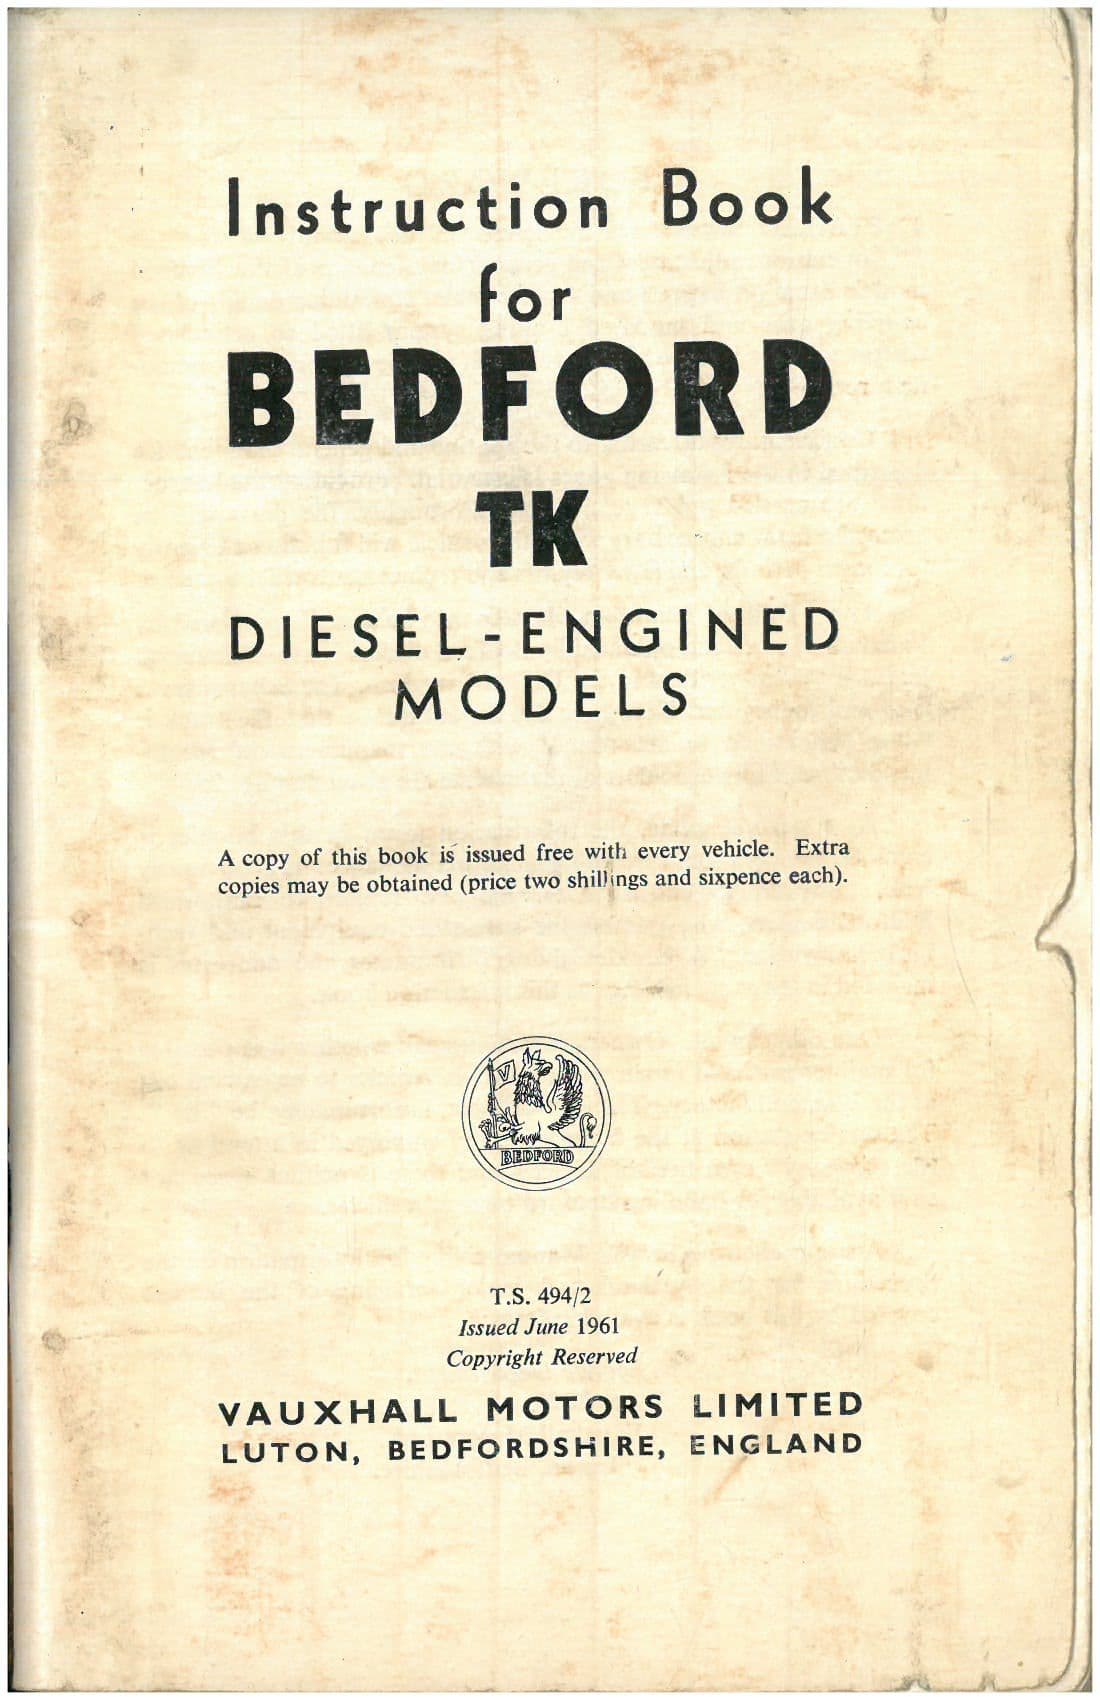 Instruction Book
for
BEDFORD
TK
DIESEL-ENGINED
MODELS
A copy of this book is issued free with every vehicle. Extra
copies may be obtained (price two shillings and sixpence each).
V
BEDFORD
T.S. 494/2
Issued June 1961
Copyright Reserved
VAUXHALL MOTORS LIMITED
LUTON, BEDFORDSHIRE, ENGLAND